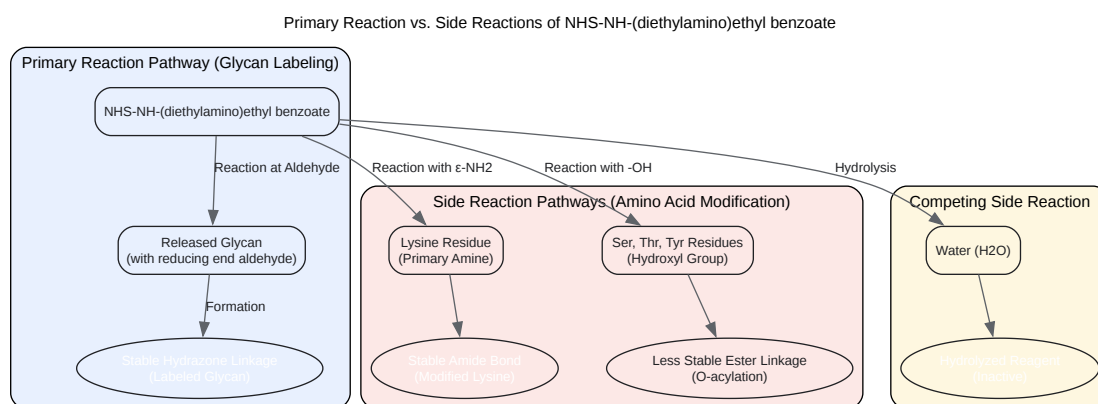 Primary Reaction vs. Side Reactions of NHS-NH-(diethylamino)ethyl benzoate
Primary Reaction Pathway (Glycan Labeling)
NHS-NH-(diethylamino)ethyl benzoate
Reaction at Aldehyde
Reaction with ε-NH2
Reaction with -OH
Hydrolysis
Side Reaction Pathways (Amino Acid Modification)
Competing Side Reaction
Released Glycan
(with reducing end aldehyde)
Lysine Residue
(Primary Amine)
Ser, Thr, Tyr Residues
(Hydroxyl Group)
Water (H2O)
Formation
Stable Hydrazone Linkage
(Labeled Glycan)
Stable Amide Bond
(Modified Lysine)
Less Stable Ester Linkage
(O-acylation)
Hydrolyzed Reagent
(Inactive)